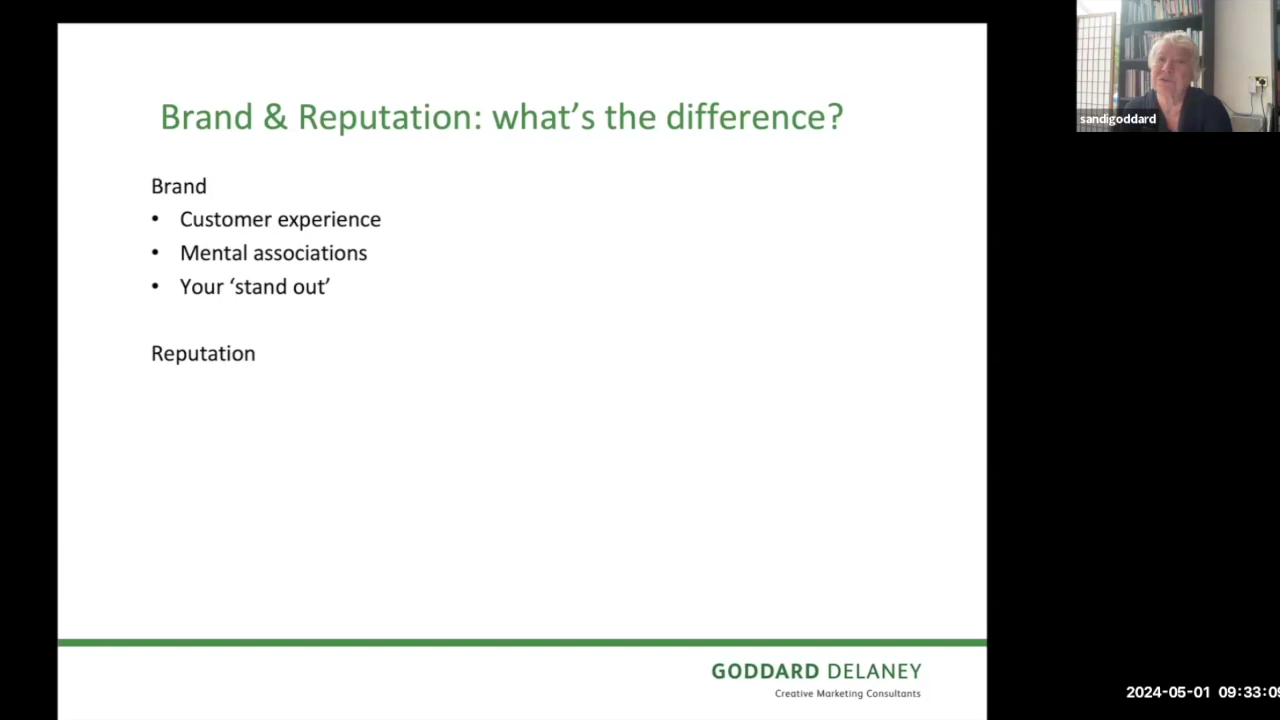 Brand & Reputation: what's the difference?
Brand
• Customer experience
• Mental associations
• Your ‘stand out’
Reputation
GODDARD DELANEY
Creative Marketing Consultants
sandigoddard
2024-05-01 09:33:09